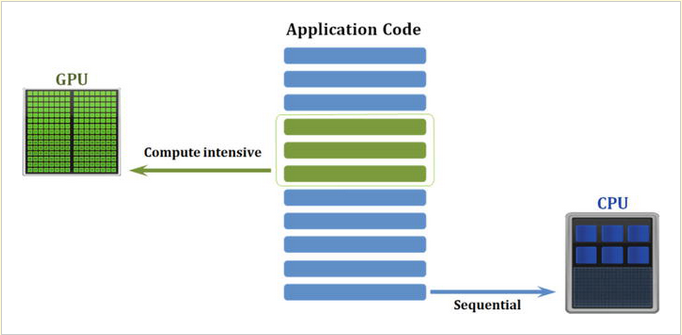 Application Code
GPU
Compute intensive
CPU
Sequential